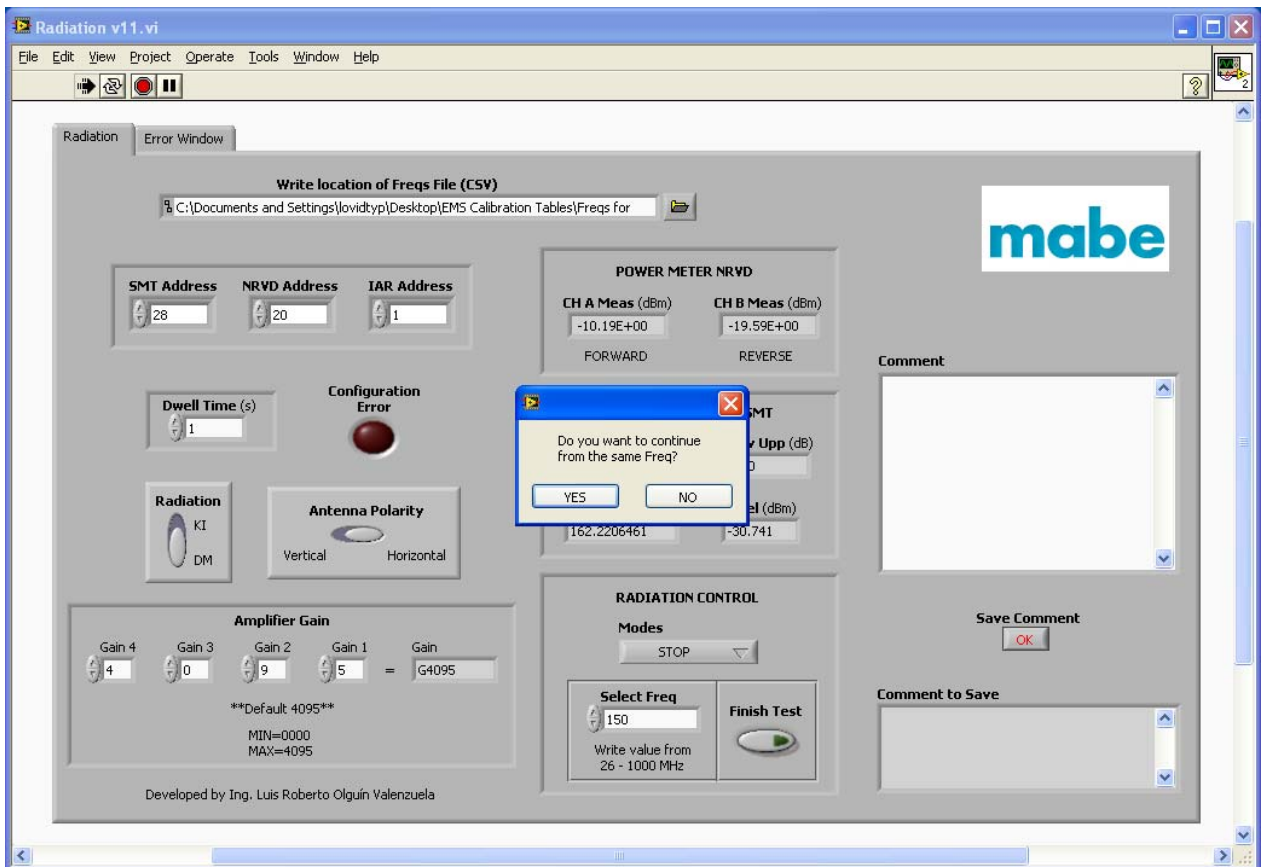 Radiation v11.vi
File Edit View Project Operate Tools Window Help
2
Radiation Error Window
Write location of Freqs File (CSV)
C:\Documents and Settings\lovidtyp\Desktop\EMS Calibration Tables\Freqs for
mabe
SMT Address NRVD Address IAR Address
28 20 1
POWER METER NRVD
CH A Meas (dBm) CH B Meas (dBm)
-10.19E+00 -19.59E+00
FORWARD REVERSE
Dwell Time (s)
1
Configuration
Error
Radiation
KI
DM
Antenna Polarity
Vertical Horizontal
SMT
Upp (dB)
Do you want to continue
from the same Freq?
YES NO
el (dBm)
162.2206461 -30.741
Comment
Amplifier Gain
Gain 4 Gain 3 Gain 2 Gain 1 Gain
4 0 9 5 = G4095
**Default 4095**
MIN=0000
MAX=4095
RADIATION CONTROL
Modes
STOP
Select Freq
150
Write value from
26 - 1000 MHz
Finish Test
Save Comment
OK
Comment to Save
Developed by Ing. Luis Roberto Olguín Valenzuela